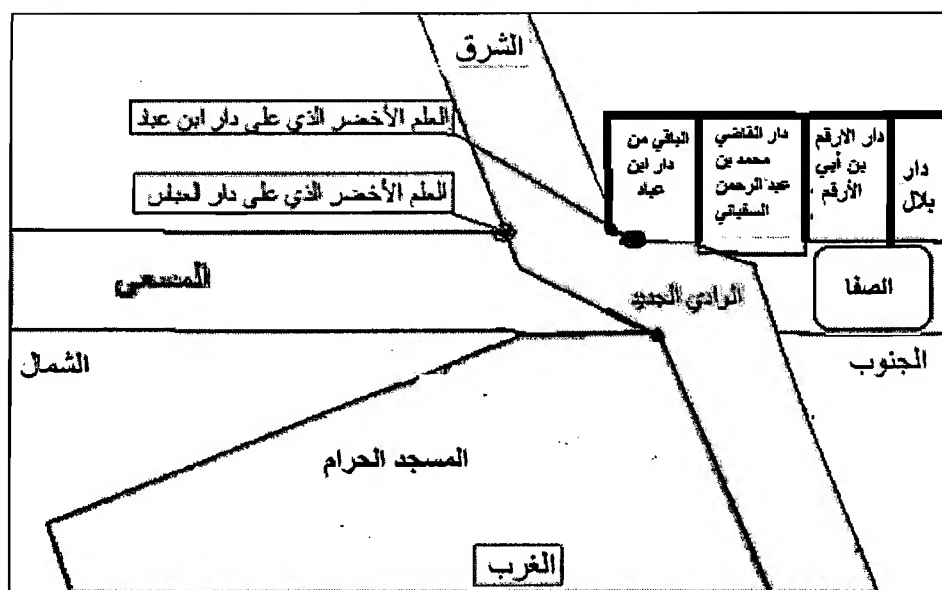 الشرق
العلم الأخضر الذي على دار ابن عباد
العلم الأخضر الذي على دار العباس
الباقي من
دار ابن
عباد
دار القاضي
محمد بن
عبد الرحمن
السفياني
دار الارقم
بن أبي
الأرقم
دار
بلال
المسعى
الوادي الجديد
الصفا
الشمال
الجنوب
المسجد الحرام
الغرب